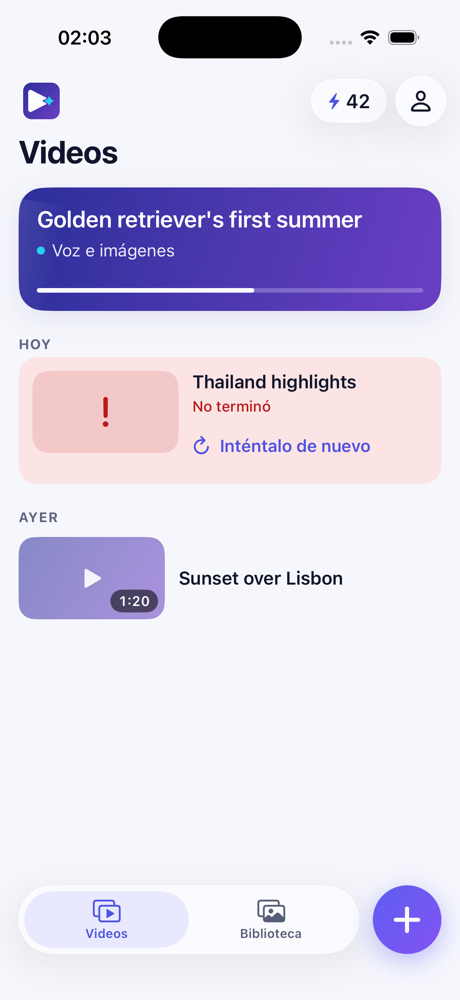 02:03
42
Videos
Golden retriever's first summer
Voz e imágenes
HOY
Thailand highlights
No terminó
Inténtalo de nuevo
AYER
1:20
Sunset over Lisbon
Videos
Biblioteca